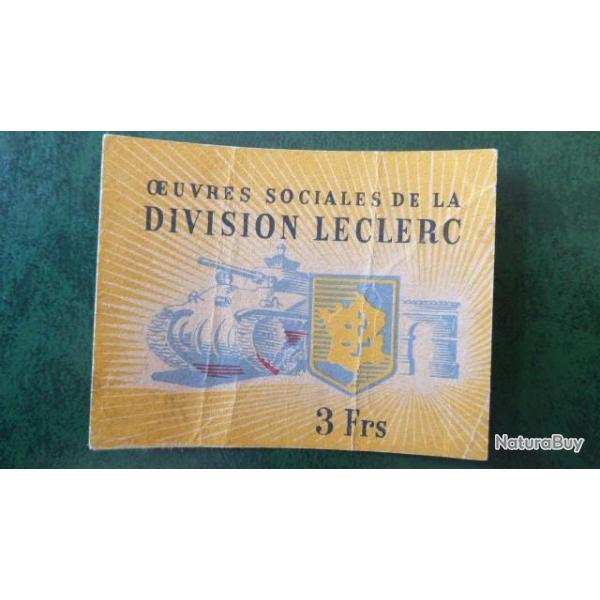 ŒUVRES SOCIALES DE LA
DIVISION LECLERC
3 Frs
NaturaBuy